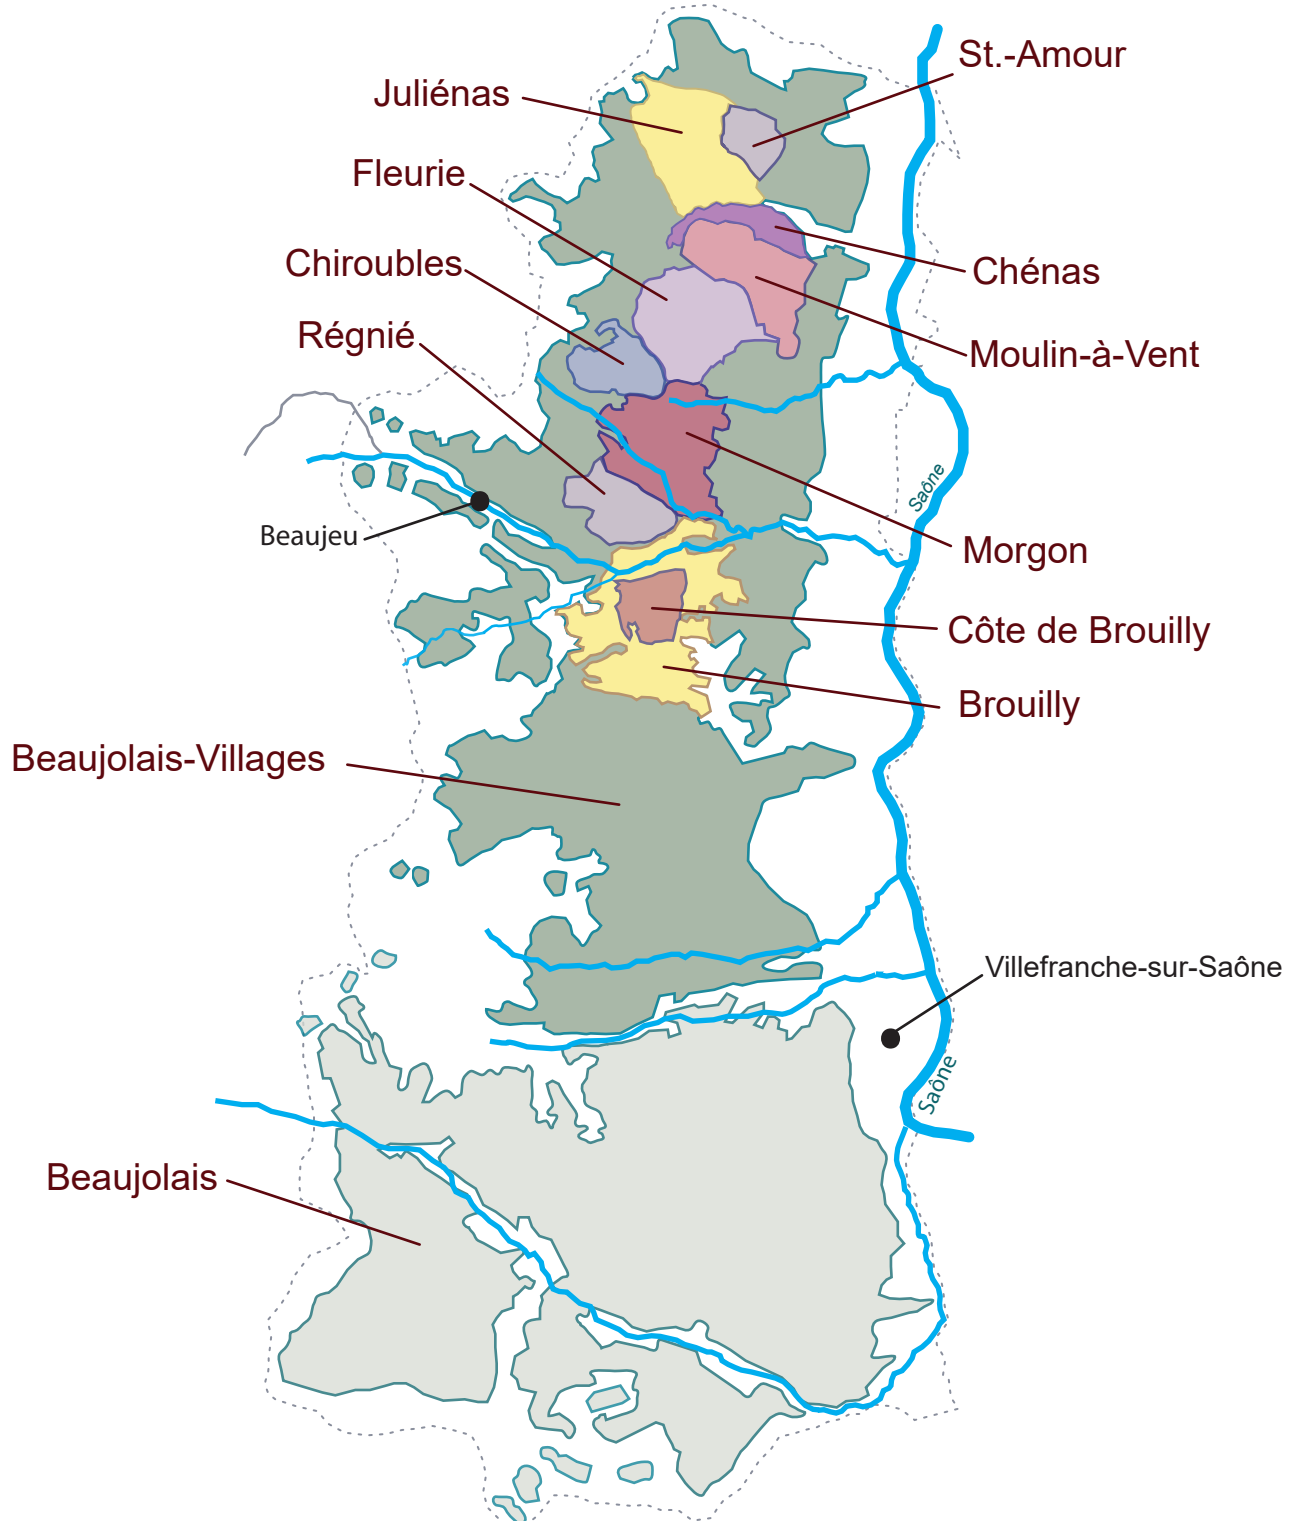 St.-Amour
Juliénas
Fleurie
Chiroubles
Chénas
Régnié
Moulin-à-Vent
Saône
Beaujeu
Morgon
Côte de Brouilly
Brouilly
Beaujolais-Villages
Villefranche-sur-Saône
Saône
Beaujolais